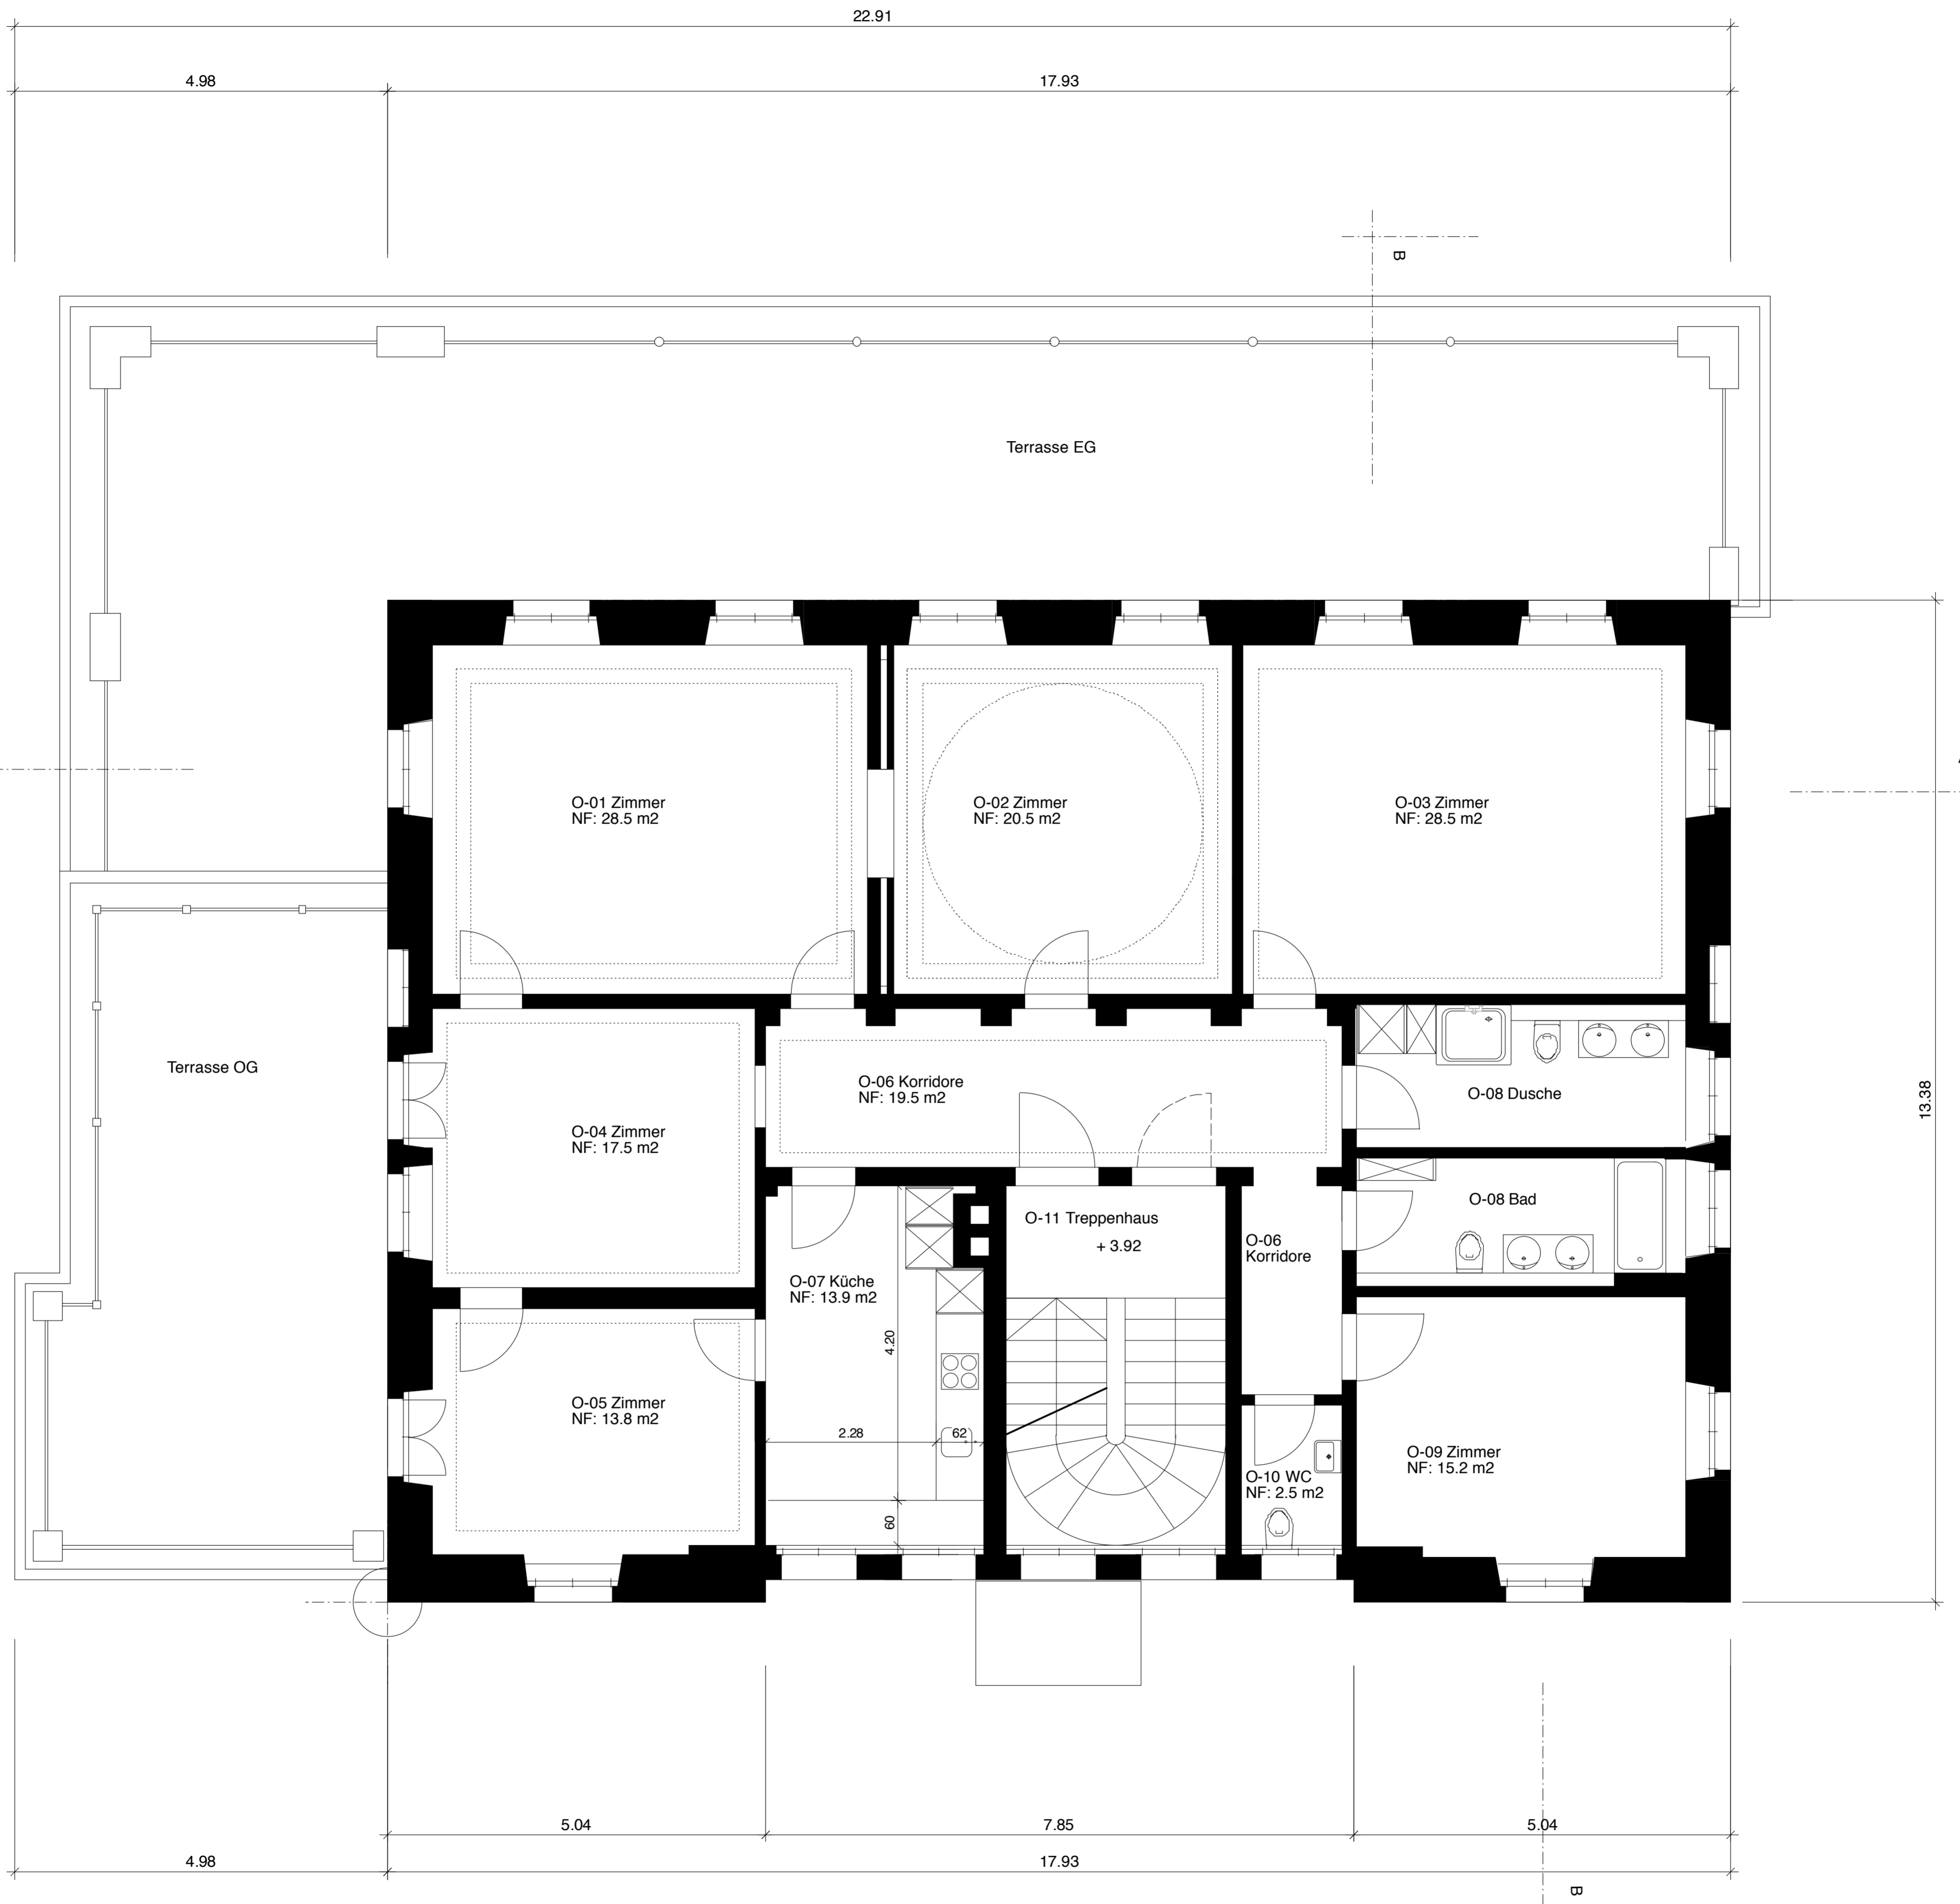 22.91
4.98
17.93
B
Terrasse EG
O-01 Zimmer
NF: 28.5 m2
O-02 Zimmer
NF: 20.5 m2
O-03 Zimmer
NF: 28.5 m2
Terrasse OG
O-04 Zimmer
NF: 17.5 m2
O-06 Korridore
NF: 19.5 m2
O-08 Dusche
13.38
O-08 Bad
O-11 Treppenhaus
+ 3.92
O-06
Korridore
O-07 Küche
NF: 13.9 m2
4.20
O-05 Zimmer
NF: 13.8 m2
2.28
62
60
O-10 WC
NF: 2.5 m2
O-09 Zimmer
NF: 15.2 m2
5.04
7.85
5.04
4.98
17.93
B